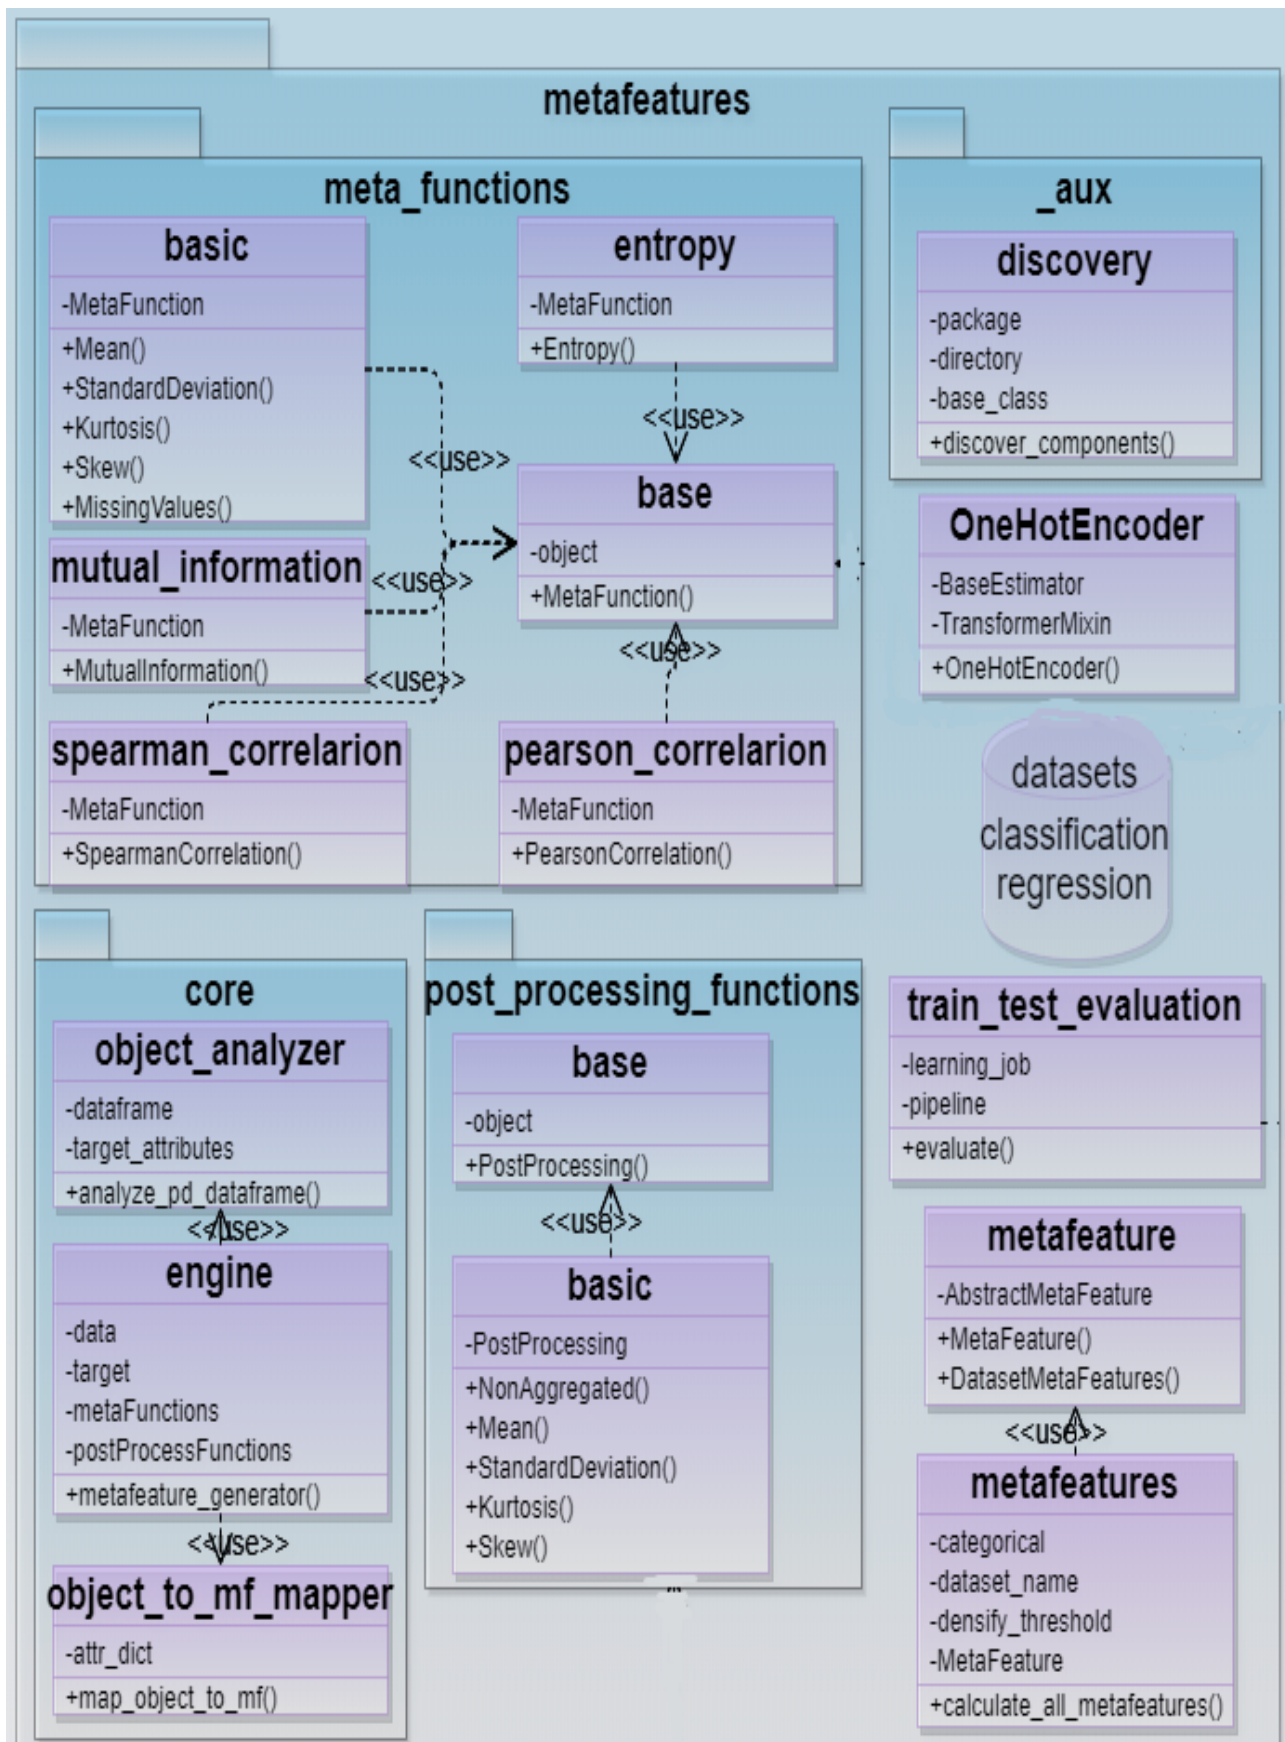 metafeatures
meta_functions
basic
-MetaFunction
+Mean()
+StandardDeviation()
+Kurtosis()
+Skew()
+MissingValues()
<<use>>
entropy
-MetaFunction
+Entropy()
<<use>>
base
-object
+MetaFunction()
mutual_information
-MetaFunction
+MutualInformation()
<<use>>
<<use>>
<<use>>
spearman_correlarion
-MetaFunction
+SpearmanCorrelation()
pearson_correlarion
-MetaFunction
+PearsonCorrelation()
_aux
discovery
-package
-directory
-base_class
+discover_components()
OneHotEncoder
-BaseEstimator
-TransformerMixin
+OneHotEncoder()
datasets
classification
regression
core
object_analyzer
-dataframe
-target_attributes
+analyze_pd_dataframe()
<<use>>
engine
-data
-target
-metaFunctions
-postProcessFunctions
+metafeature_generator()
<<use>>
object_to_mf_mapper
-attr_dict
+map_object_to_mf()
post_processing_functions
base
-object
+PostProcessing()
<<use>>
basic
-PostProcessing
+NonAggregated()
+Mean()
+StandardDeviation()
+Kurtosis()
+Skew()
train_test_evaluation
-learning_job
-pipeline
+evaluate()
metafeature
-AbstractMetaFeature
+MetaFeature()
+DatasetMetaFeatures()
<<use>>
metafeatures
-categorical
-dataset_name
-densify_threshold
-MetaFeature
+calculate_all_metafeatures()